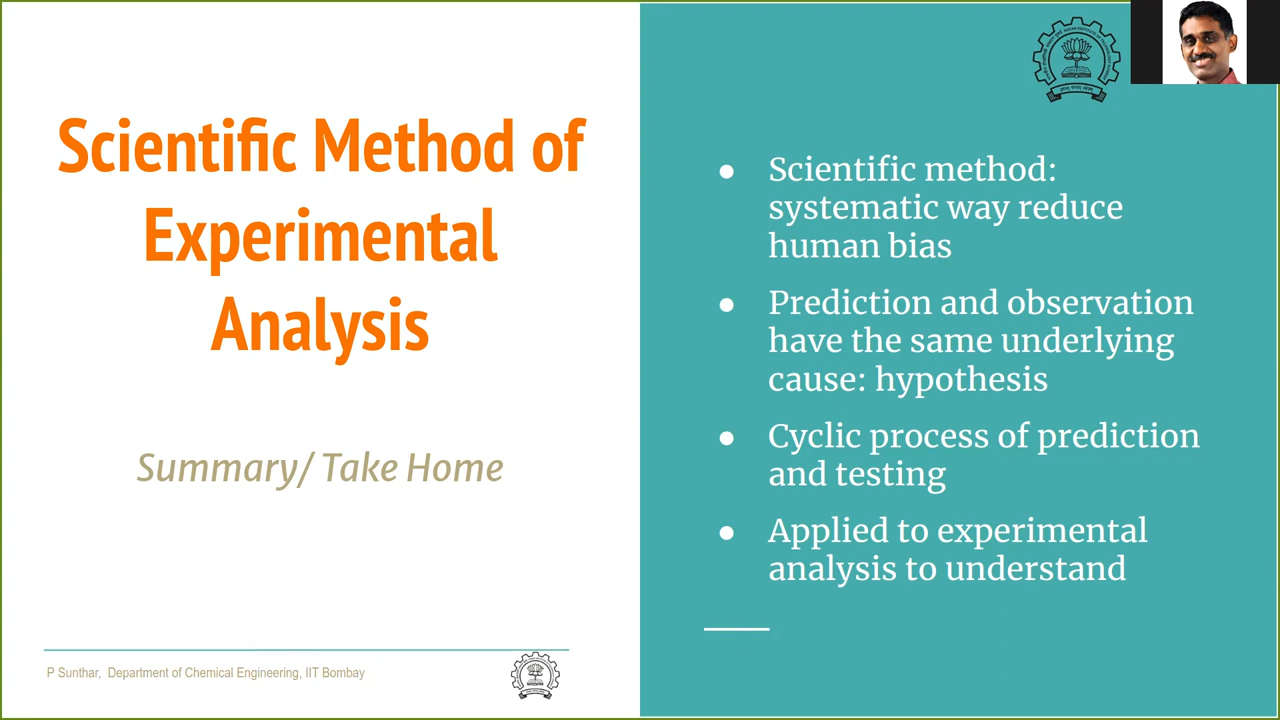 Scientific Method of
Experimental
Analysis
Summary/ Take Home
P Sunthar, Department of Chemical Engineering, IIT Bombay
● Scientific method:
systematic way reduce
human bias
● Prediction and observation
have the same underlying
cause: hypothesis
● Cyclic process of prediction
and testing
● Applied to experimental
analysis to understand